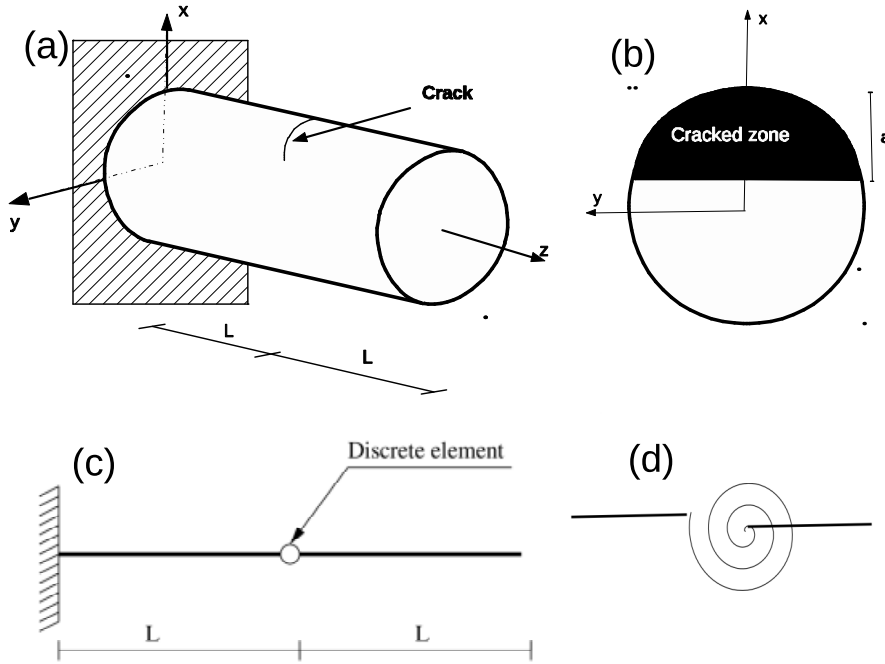 (a)
x
Crack
y
z
L
L
(b)
x
Cracked zone
a
y
(c)
Discrete element
L
L
(d)